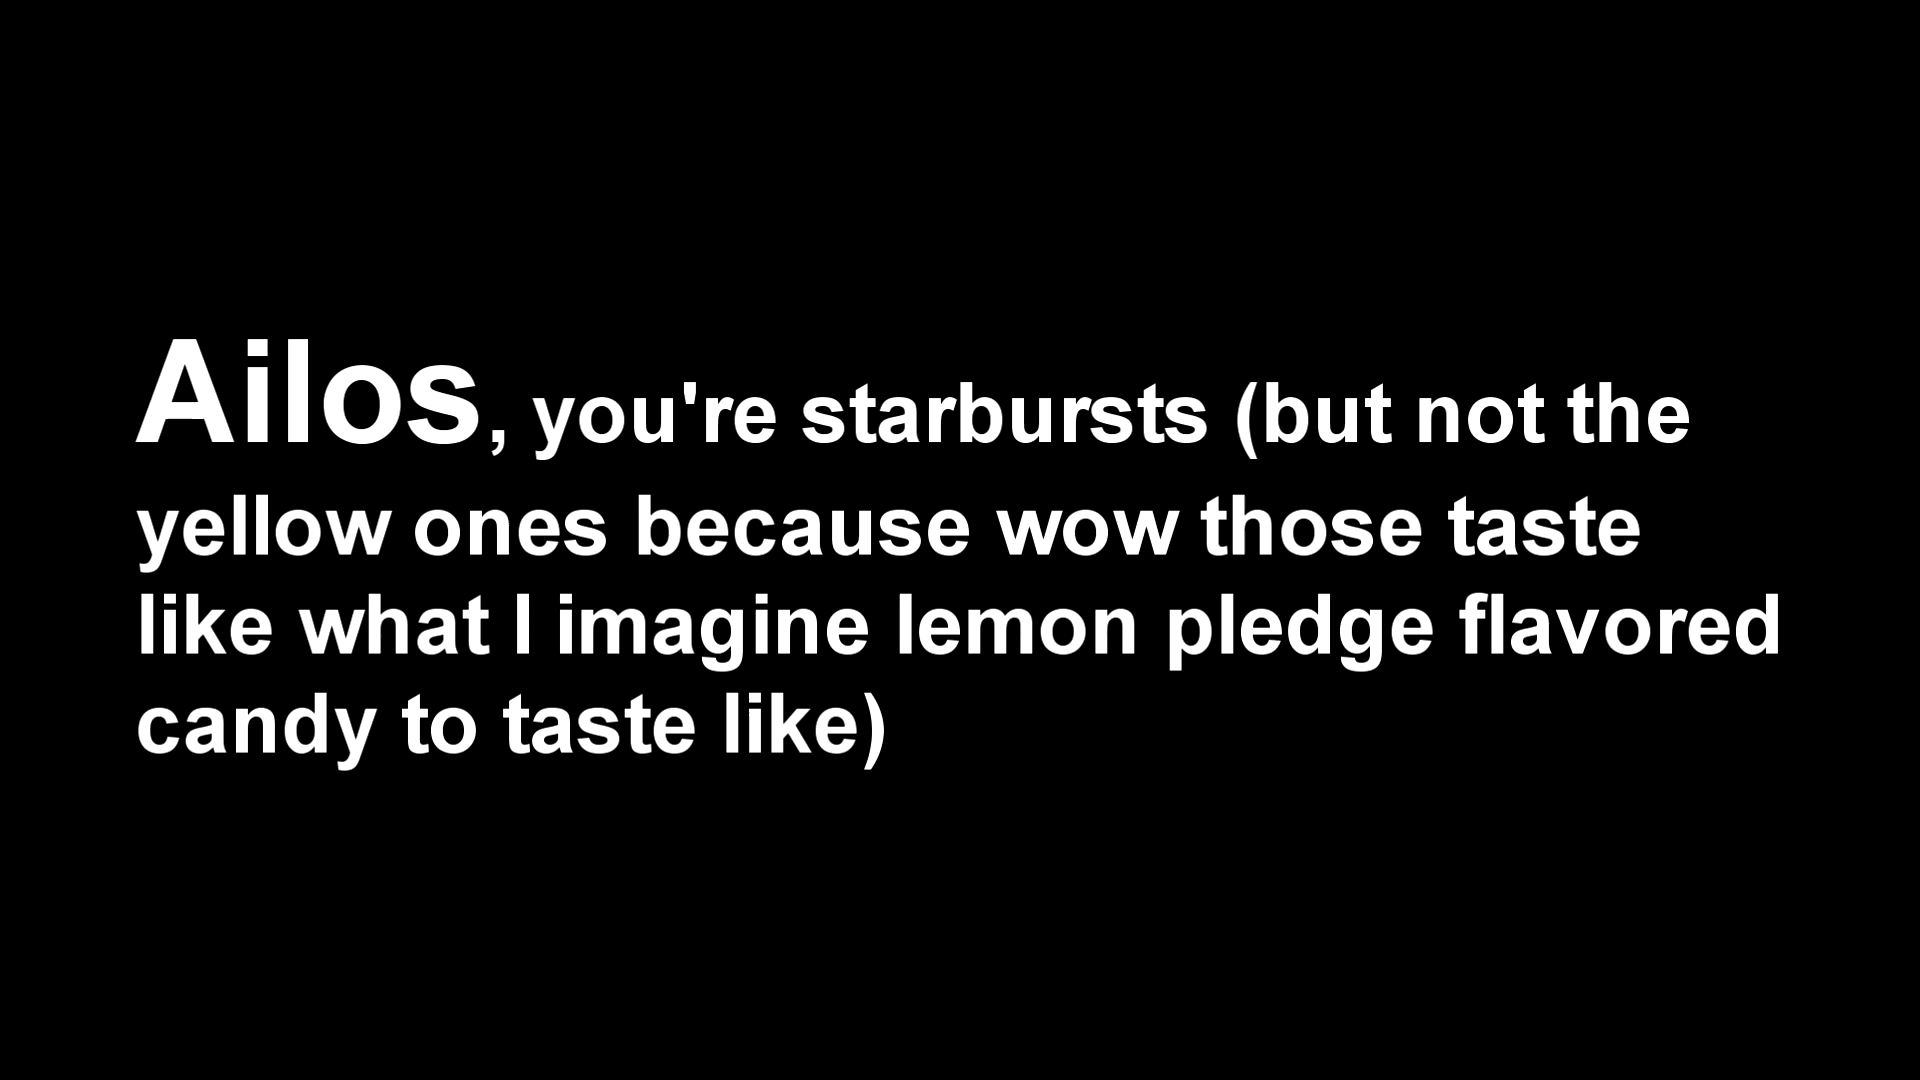 Ailos, you're starbursts (but not the
yellow ones because wow those taste
like what I imagine lemon pledge flavored
candy to taste like)